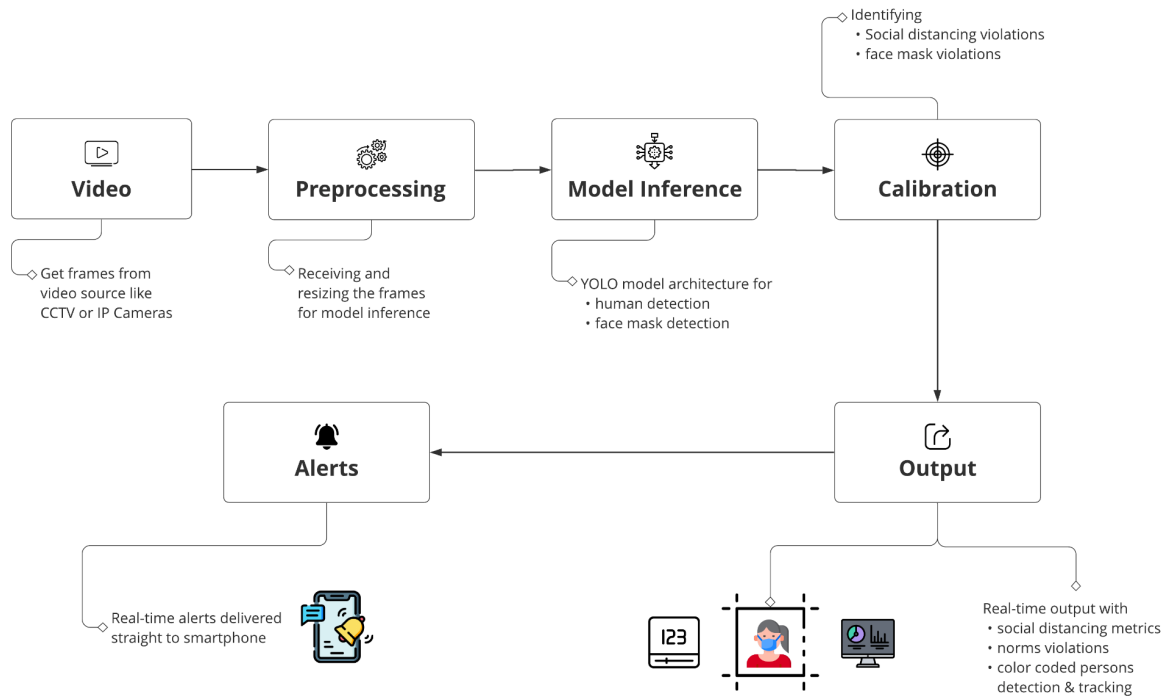 Identifying
• Social distancing violations
• face mask violations
Video
Preprocessing
Model Inference
Calibration
Get frames from
video source like
CCTV or IP Cameras
Receiving and
resizing the frames
for model inference
YOLO model architecture for
• human detection
• face mask detection
Alerts
Output
Real-time alerts delivered
straight to smartphone
123
Real-time output with
• social distancing metrics
• norms violations
• color coded persons
detection & tracking